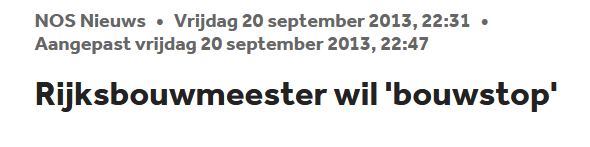 NOS Nieuws • Vrijdag 20 september 2013, 22:31 •
Aangepast vrijdag 20 september 2013, 22:47
Rijksbouwmeester wil 'bouwstop'